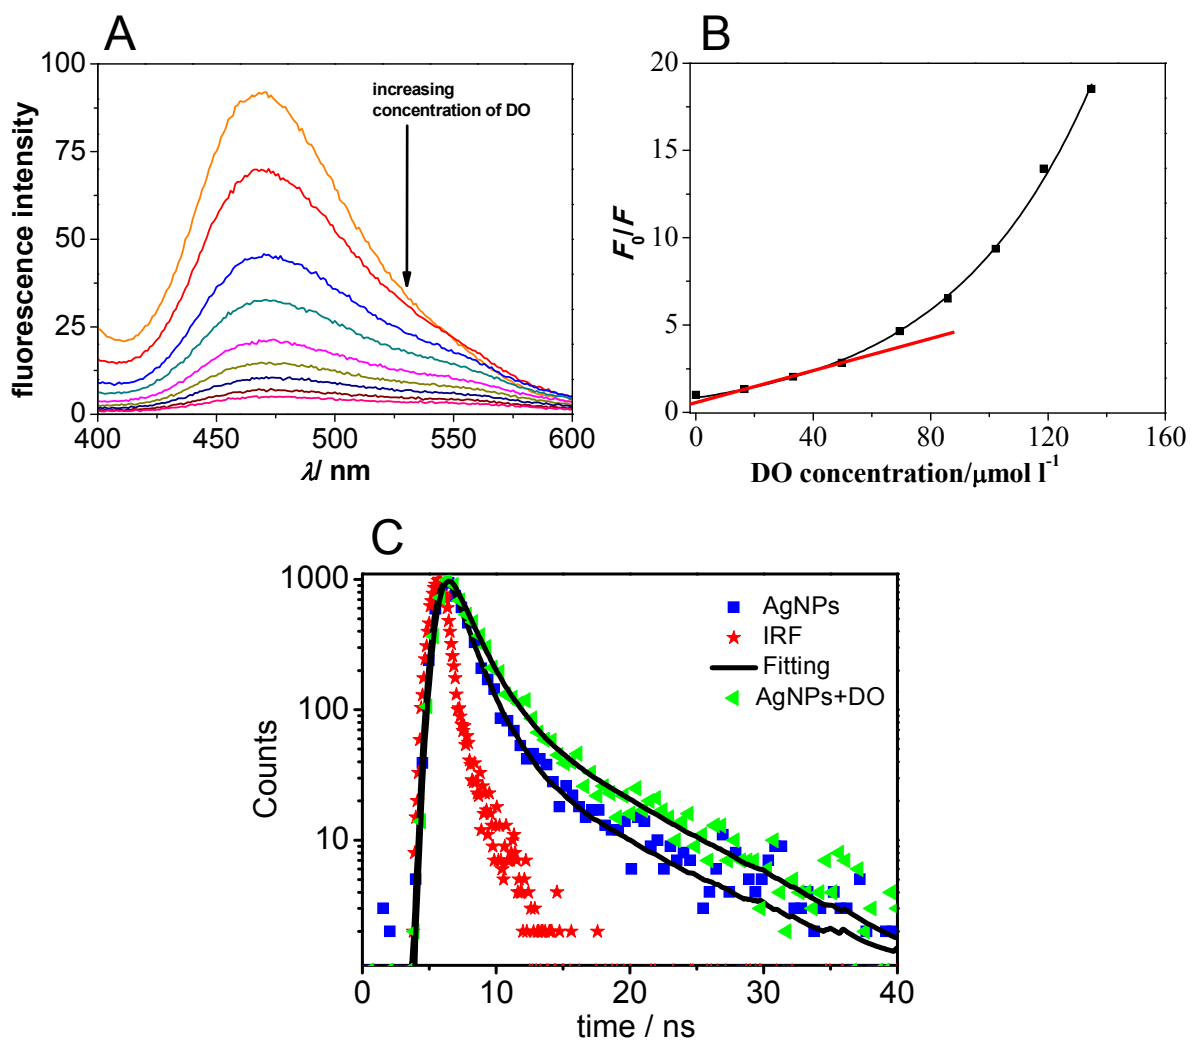 A
100
75
50
25
0
fluorescence intensity
increasing
concentration of DO
400 450 500 550 600
λ/ nm
B
20
15
10
5
0
F₀/F
0 40 80 120 160
DO concentration/μmol l⁻¹
C
1000
100
10
Counts
AgNPs
IRF
Fitting
AgNPs+DO
0 10 20 30 40
time / ns